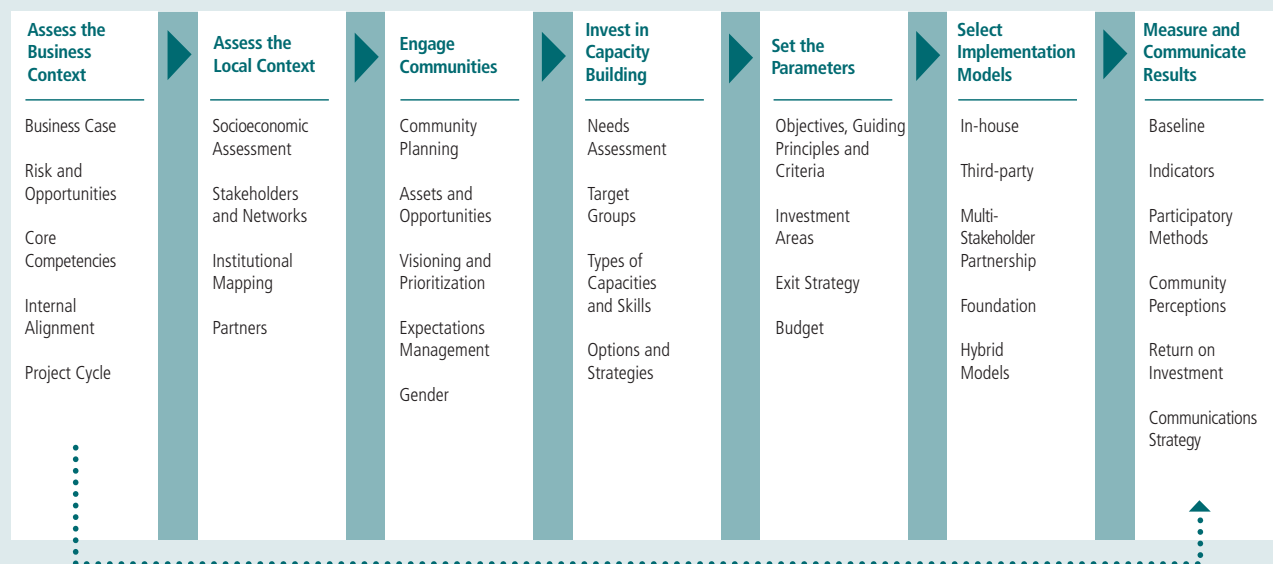 Assess the
Business
Context
Business Case
Risk and
Opportunities
Core
Competencies
Internal
Alignment
Project Cycle
Assess the
Local Context
Socioeconomic
Assessment
Stakeholders
and Networks
Institutional
Mapping
Partners
Engage
Communities
Community
Planning
Assets and
Opportunities
Visioning and
Prioritization
Expectations
Management
Gender
Invest in
Capacity
Building
Needs
Assessment
Target
Groups
Types of
Capacities
and Skills
Options and
Strategies
Set the
Parameters
Objectives, Guiding
Principles and
Criteria
Investment
Areas
Exit Strategy
Budget
Select
Implementation
Models
In-house
Third-party
Multi-
Stakeholder
Partnership
Foundation
Hybrid
Models
Measure and
Communicate
Results
Baseline
Indicators
Participatory
Methods
Community
Perceptions
Return on
Investment
Communications
Strategy